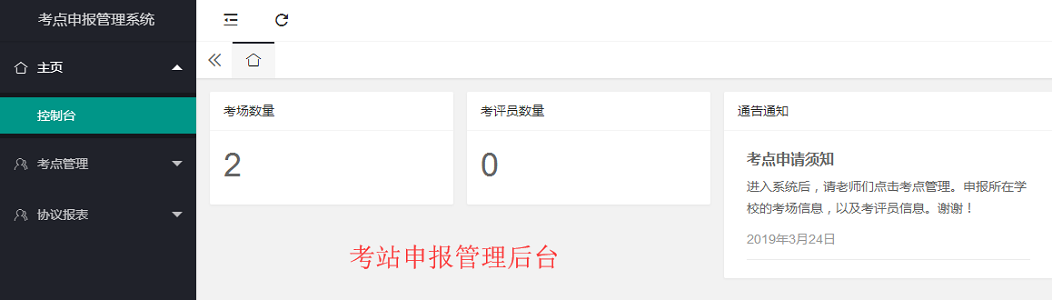 考点申报管理系统
主页
控制台
考点管理
协议报表
考场数量
2
考评员数量
0
通告通知
考点申请须知
进入系统后，请老师们点击考点管理。申报所在学
校的考场信息，以及考评员信息。谢谢！
2019年3月24日
考站申报管理后台